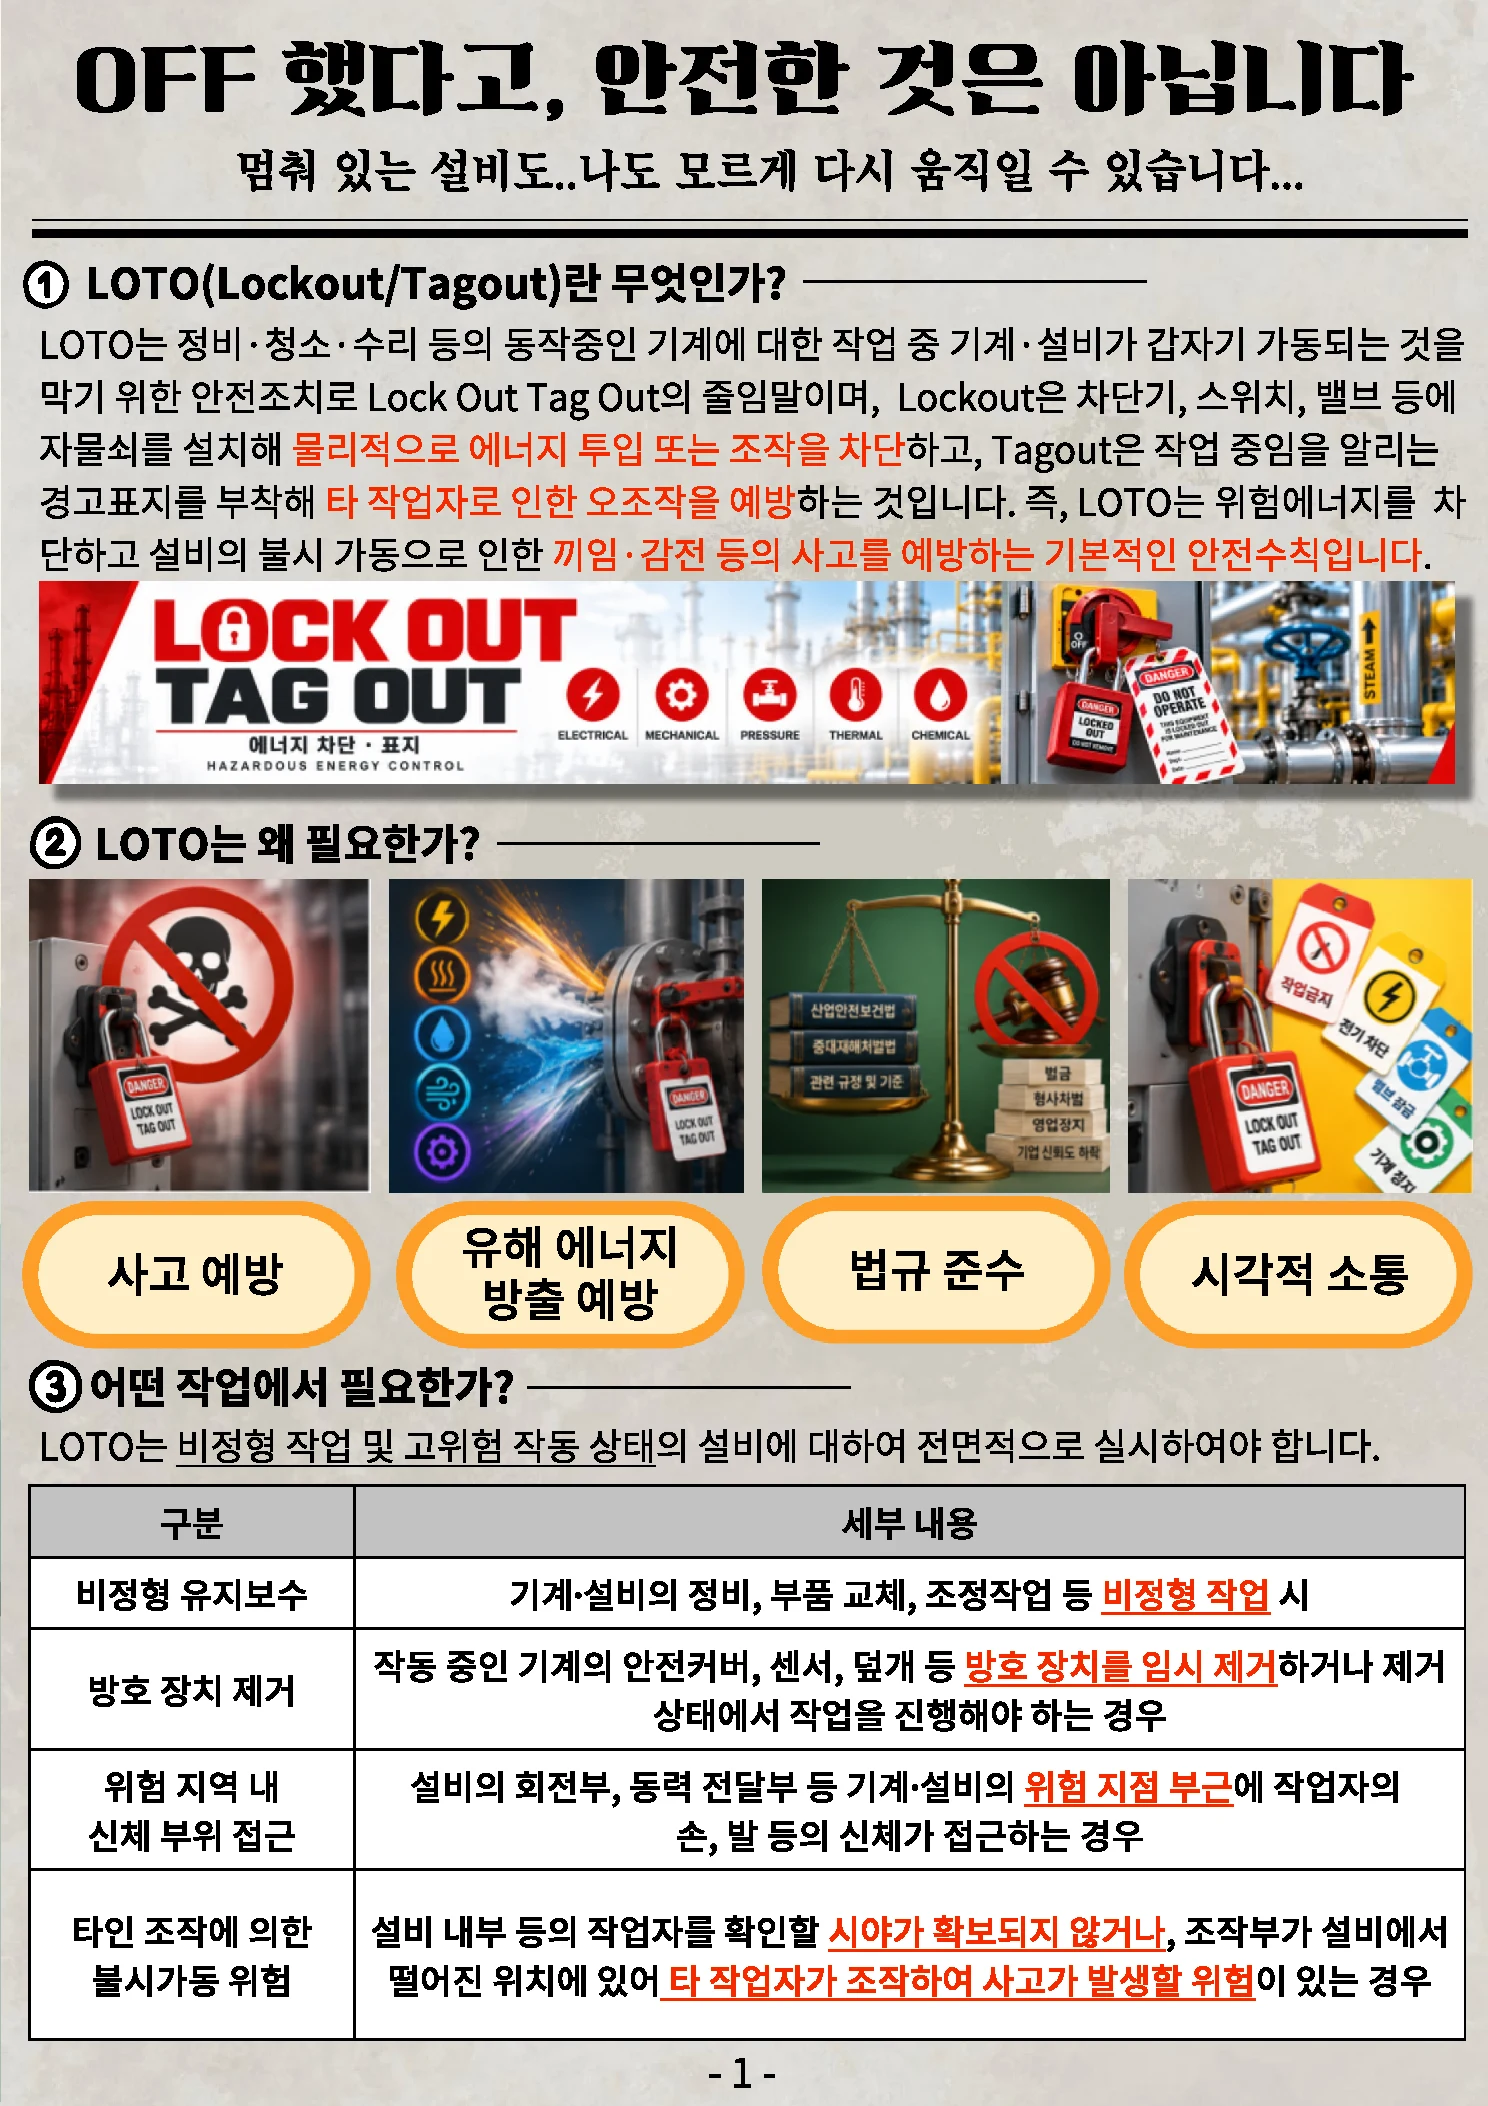 OFF 했다고, 안전한 것은 아닙니다
멈춰 있는 설비도..나도 모르게 다시 움직일 수 있습니다...
① LOTO(Lockout/Tagout)란 무엇인가?
LOTO는 정비·청소·수리 등의 동작중인 기계에 대한 작업 중 기계·설비가 갑자기 가동되는 것을
막기 위한 안전조치로 Lock Out Tag Out의 줄임말이며, Lockout은 차단기, 스위치, 밸브 등에
자물쇠를 설치해 물리적으로 에너지 투입 또는 조작을 차단하고, Tagout은 작업 중임을 알리는
경고표지를 부착해 타 작업자로 인한 오조작을 예방하는 것입니다. 즉, LOTO는 위험에너지를 차
단하고 설비의 불시 가동으로 인한 끼임·감전 등의 사고를 예방하는 기본적인 안전수칙입니다.
LOCK OUT
TAG OUT
에너지 차단 · 표지
HAZARDOUS ENERGY CONTROL
ELECTRICAL MECHANICAL PRESSURE THERMAL CHEMICAL
O
OFF
DANGER
LOCKED
OUT
DO NOT REMOVE
DANGER
DO NOT
OPERATE
THIS EQUIPMENT
IS LOCKED OUT
FOR MAINTENANCE
STEAM
② LOTO는 왜 필요한가?
DANGER
LOCK OUT
TAG OUT
DANGER
LOCK OUT
TAG OUT
산업안전보건법
중대재해처벌법
관련 규정 및 기준
벌금
형사처벌
영업정지
기업 신뢰도 하락
DANGER
LOCK OUT
TAG OUT
작업금지
전기 차단
밸브 잠금
기계 정지
사고 예방
유해 에너지
방출 예방
법규 준수
시각적 소통
③ 어떤 작업에서 필요한가?
LOTO는 비정형 작업 및 고위험 작동 상태의 설비에 대하여 전면적으로 실시하여야 합니다.
구분 세부 내용
비정형 유지보수 기계·설비의 정비, 부품 교체, 조정작업 등 비정형 작업 시
방호 장치 제거
작동 중인 기계의 안전커버, 센서, 덮개 등 방호 장치를 임시 제거하거나 제거
상태에서 작업을 진행해야 하는 경우
위험 지역 내
신체 부위 접근
설비의 회전부, 동력 전달부 등 기계·설비의 위험 지점 부근에 작업자의
손, 발 등의 신체가 접근하는 경우
타인 조작에 의한
불시가동 위험
설비 내부 등의 작업자를 확인할 시야가 확보되지 않거나, 조작부가 설비에서
떨어진 위치에 있어 타 작업자가 조작하여 사고가 발생할 위험이 있는 경우
- 1 -